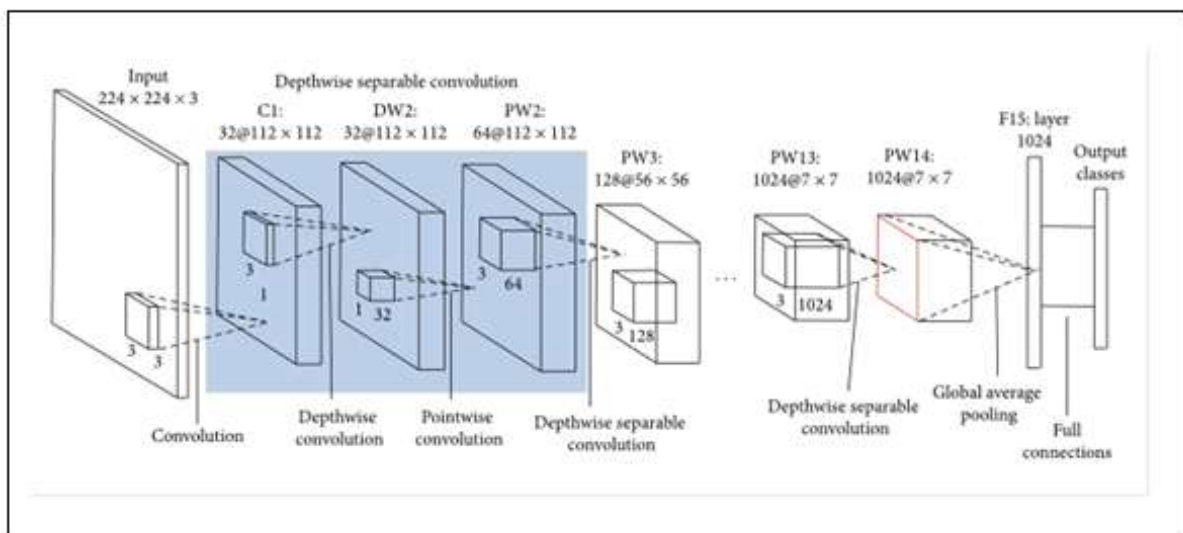 Input
224 × 224 × 3
Depthwise separable convolution
C1:
32@112 × 112
DW2:
32@112 × 112
PW2:
64@112 × 112
PW3:
128@56 × 56
PW13:
1024@7 × 7
PW14:
1024@7 × 7
F15: layer
1024
Output
classes
3
3
3
1
1
32
3
64
3
128
...
3
1024
Convolution
Depthwise
convolution
Pointwise
convolution
Depthwise separable
convolution
Depthwise separable
convolution
Global average
pooling
Full
connections